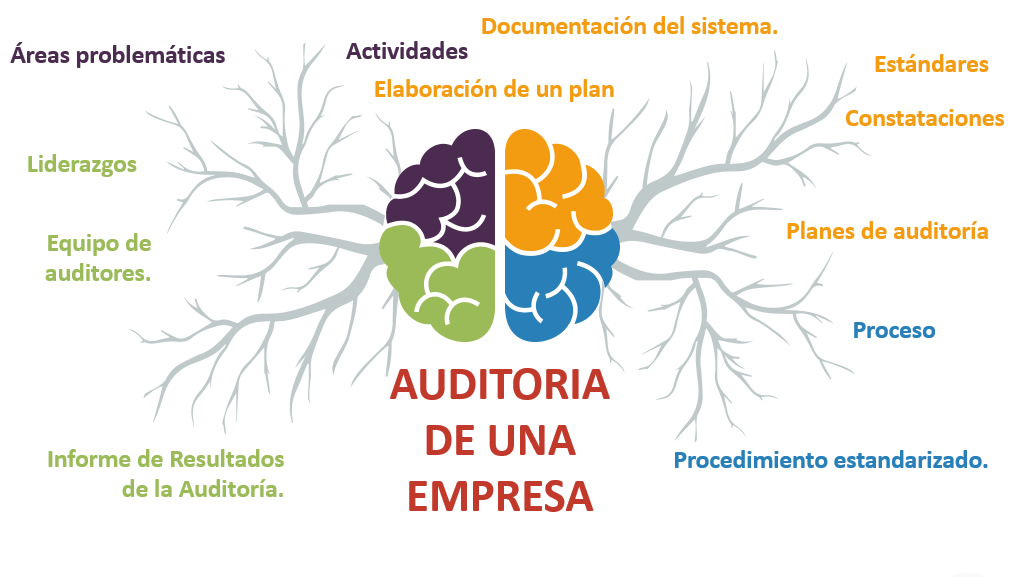 Documentación del sistema.
Áreas problemáticas
Actividades
Estándares
Elaboración de un plan
Constataciones
Liderazgos
Planes de auditoría
Equipo de
auditores.
Proceso
AUDITORIA
DE UNA
EMPRESA
Informe de Resultados
de la Auditoría.
Procedimiento estandarizado.